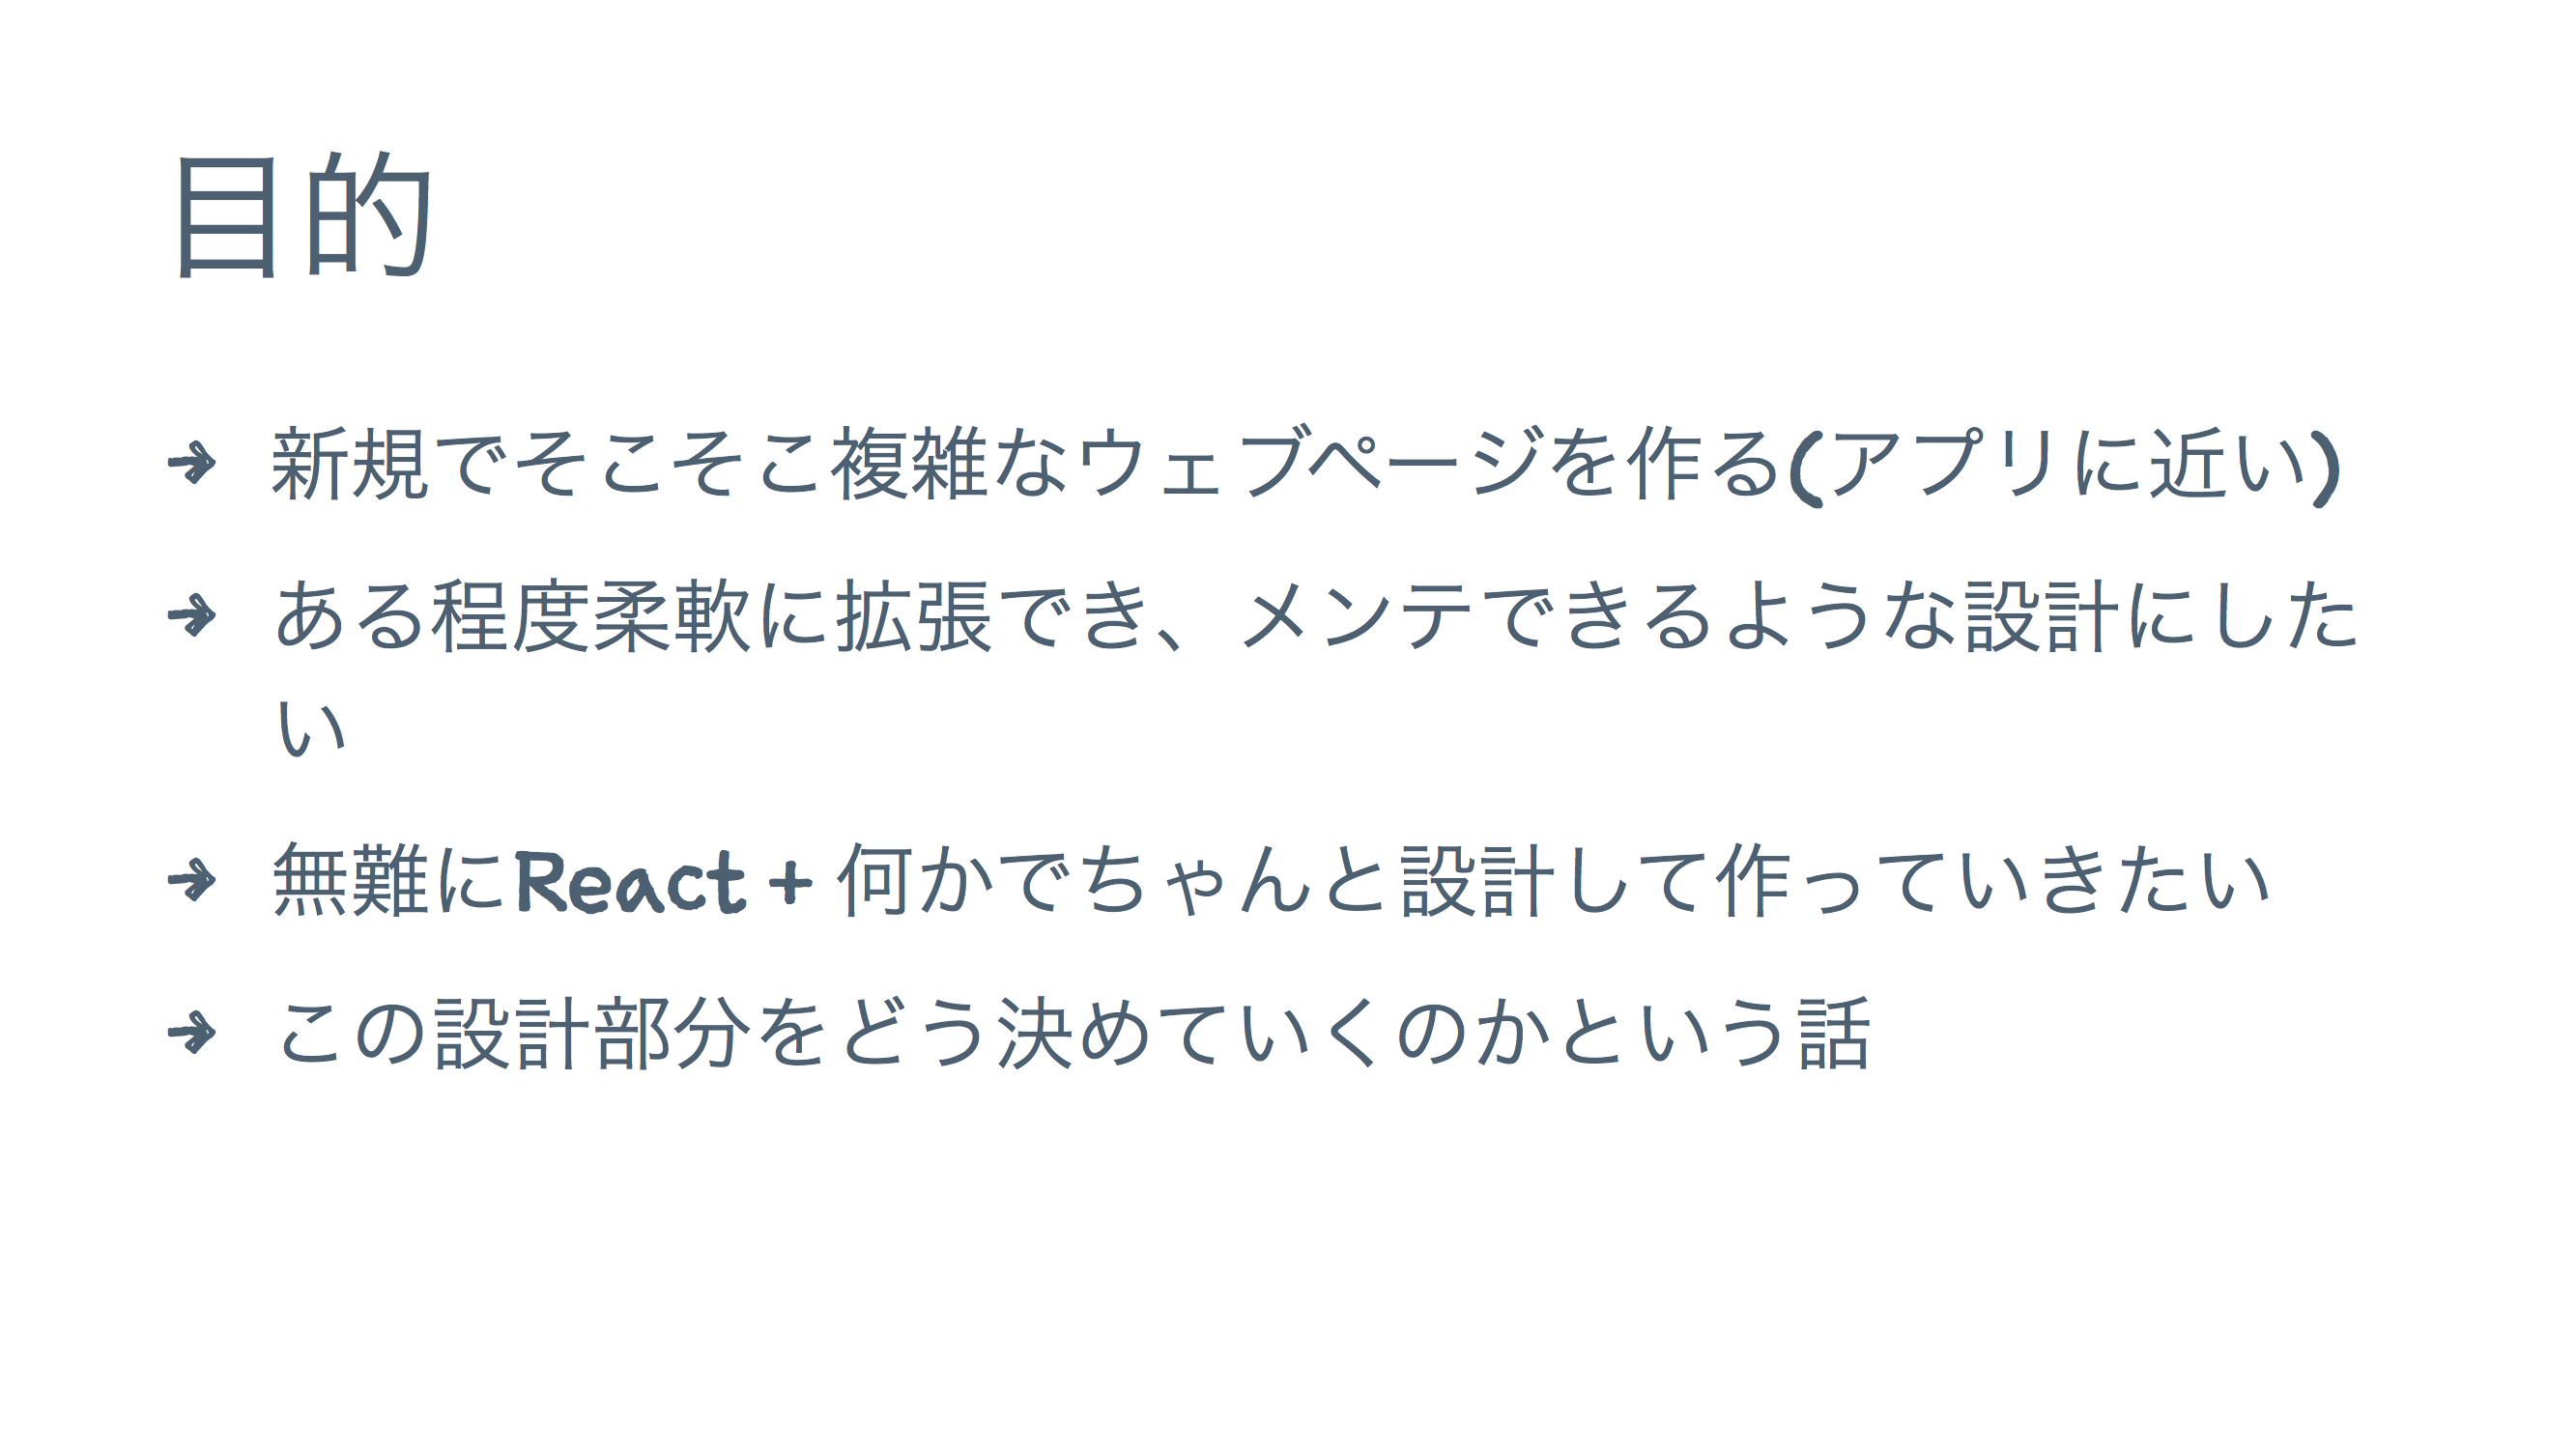 目的
→ 新規でそこそこ複雑なウェブページを作る(アプリに近い)
→ ある程度柔軟に拡張でき、メンテできるような設計にした
い
→ 無難にReact + 何かでちゃんと設計して作っていきたい
→ この設計部分をどう決めていくのかという話